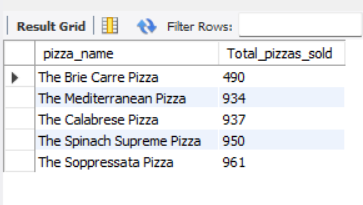 Result Grid Filter Rows:
pizza_name Total_pizzas_sold
The Brie Carre Pizza 490
The Mediterranean Pizza 934
The Calabrese Pizza 937
The Spinach Supreme Pizza 950
The Soppressata Pizza 961